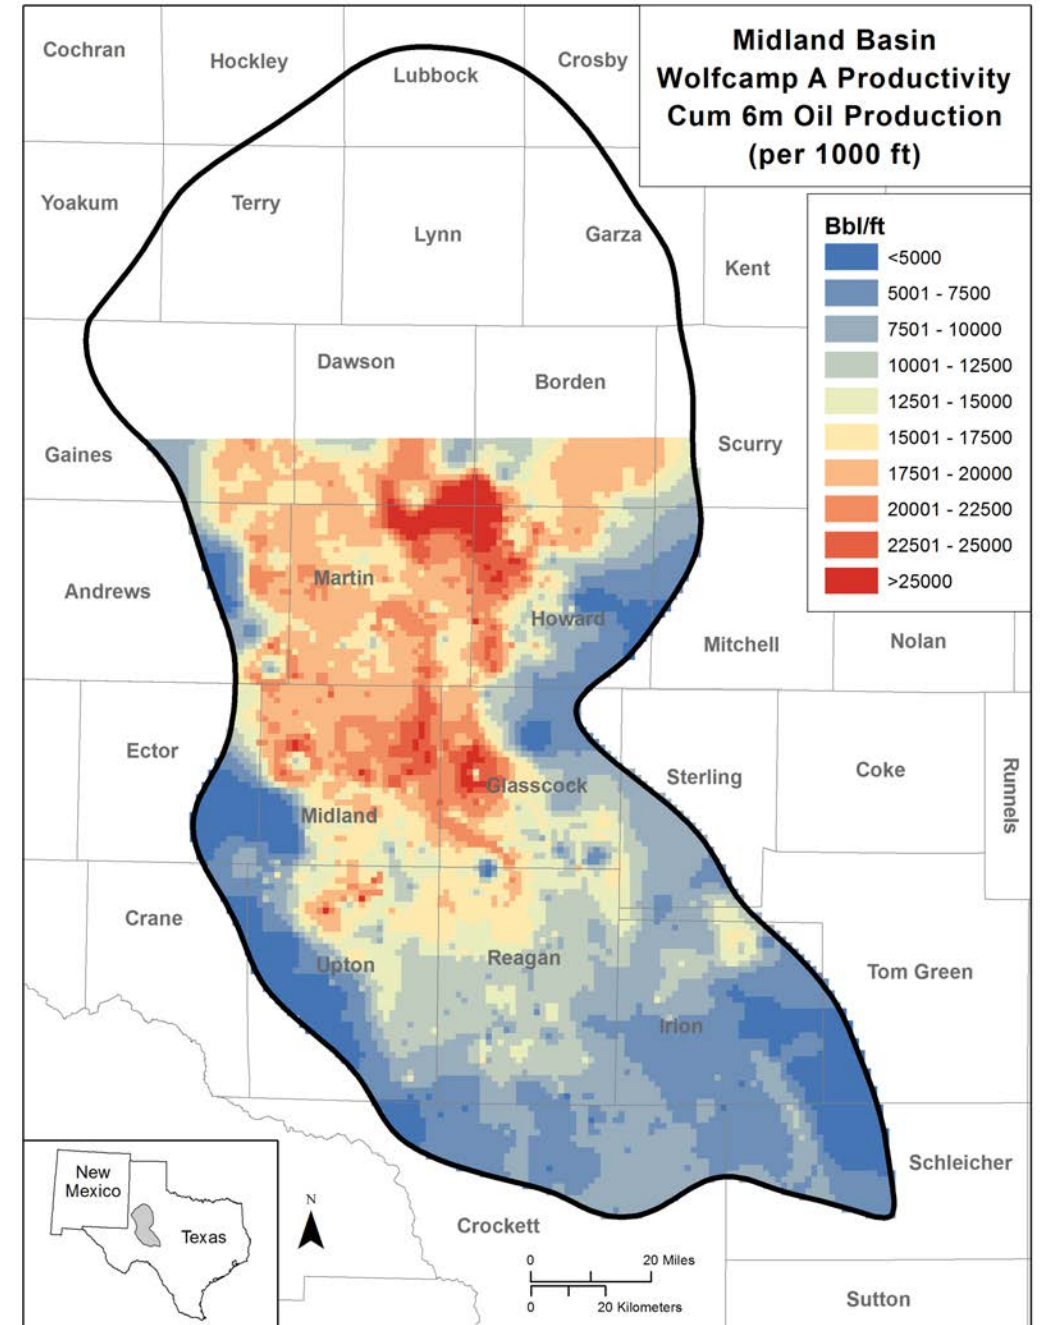 Midland Basin
Wolfcamp A Productivity
Cum 6m Oil Production
(per 1000 ft)
Cochran
Hockley
Lubbock
Crosby
Yoakum
Terry
Lynn
Garza
Kent
Bbl/ft
<5000
5001 - 7500
7501 - 10000
10001 - 12500
12501 - 15000
15001 - 17500
17501 - 20000
20001 - 22500
22501 - 25000
>25000
Dawson
Borden
Gaines
Scurry
Andrews
Martin
Howard
Mitchell
Nolan
Ector
Glasscock
Sterling
Coke
Runnels
Midland
Crane
Upton
Reagan
Tom Green
Irion
Schleicher
Crockett
Sutton
New
Mexico
Texas
N
0 20 Miles
0 20 Kilometers